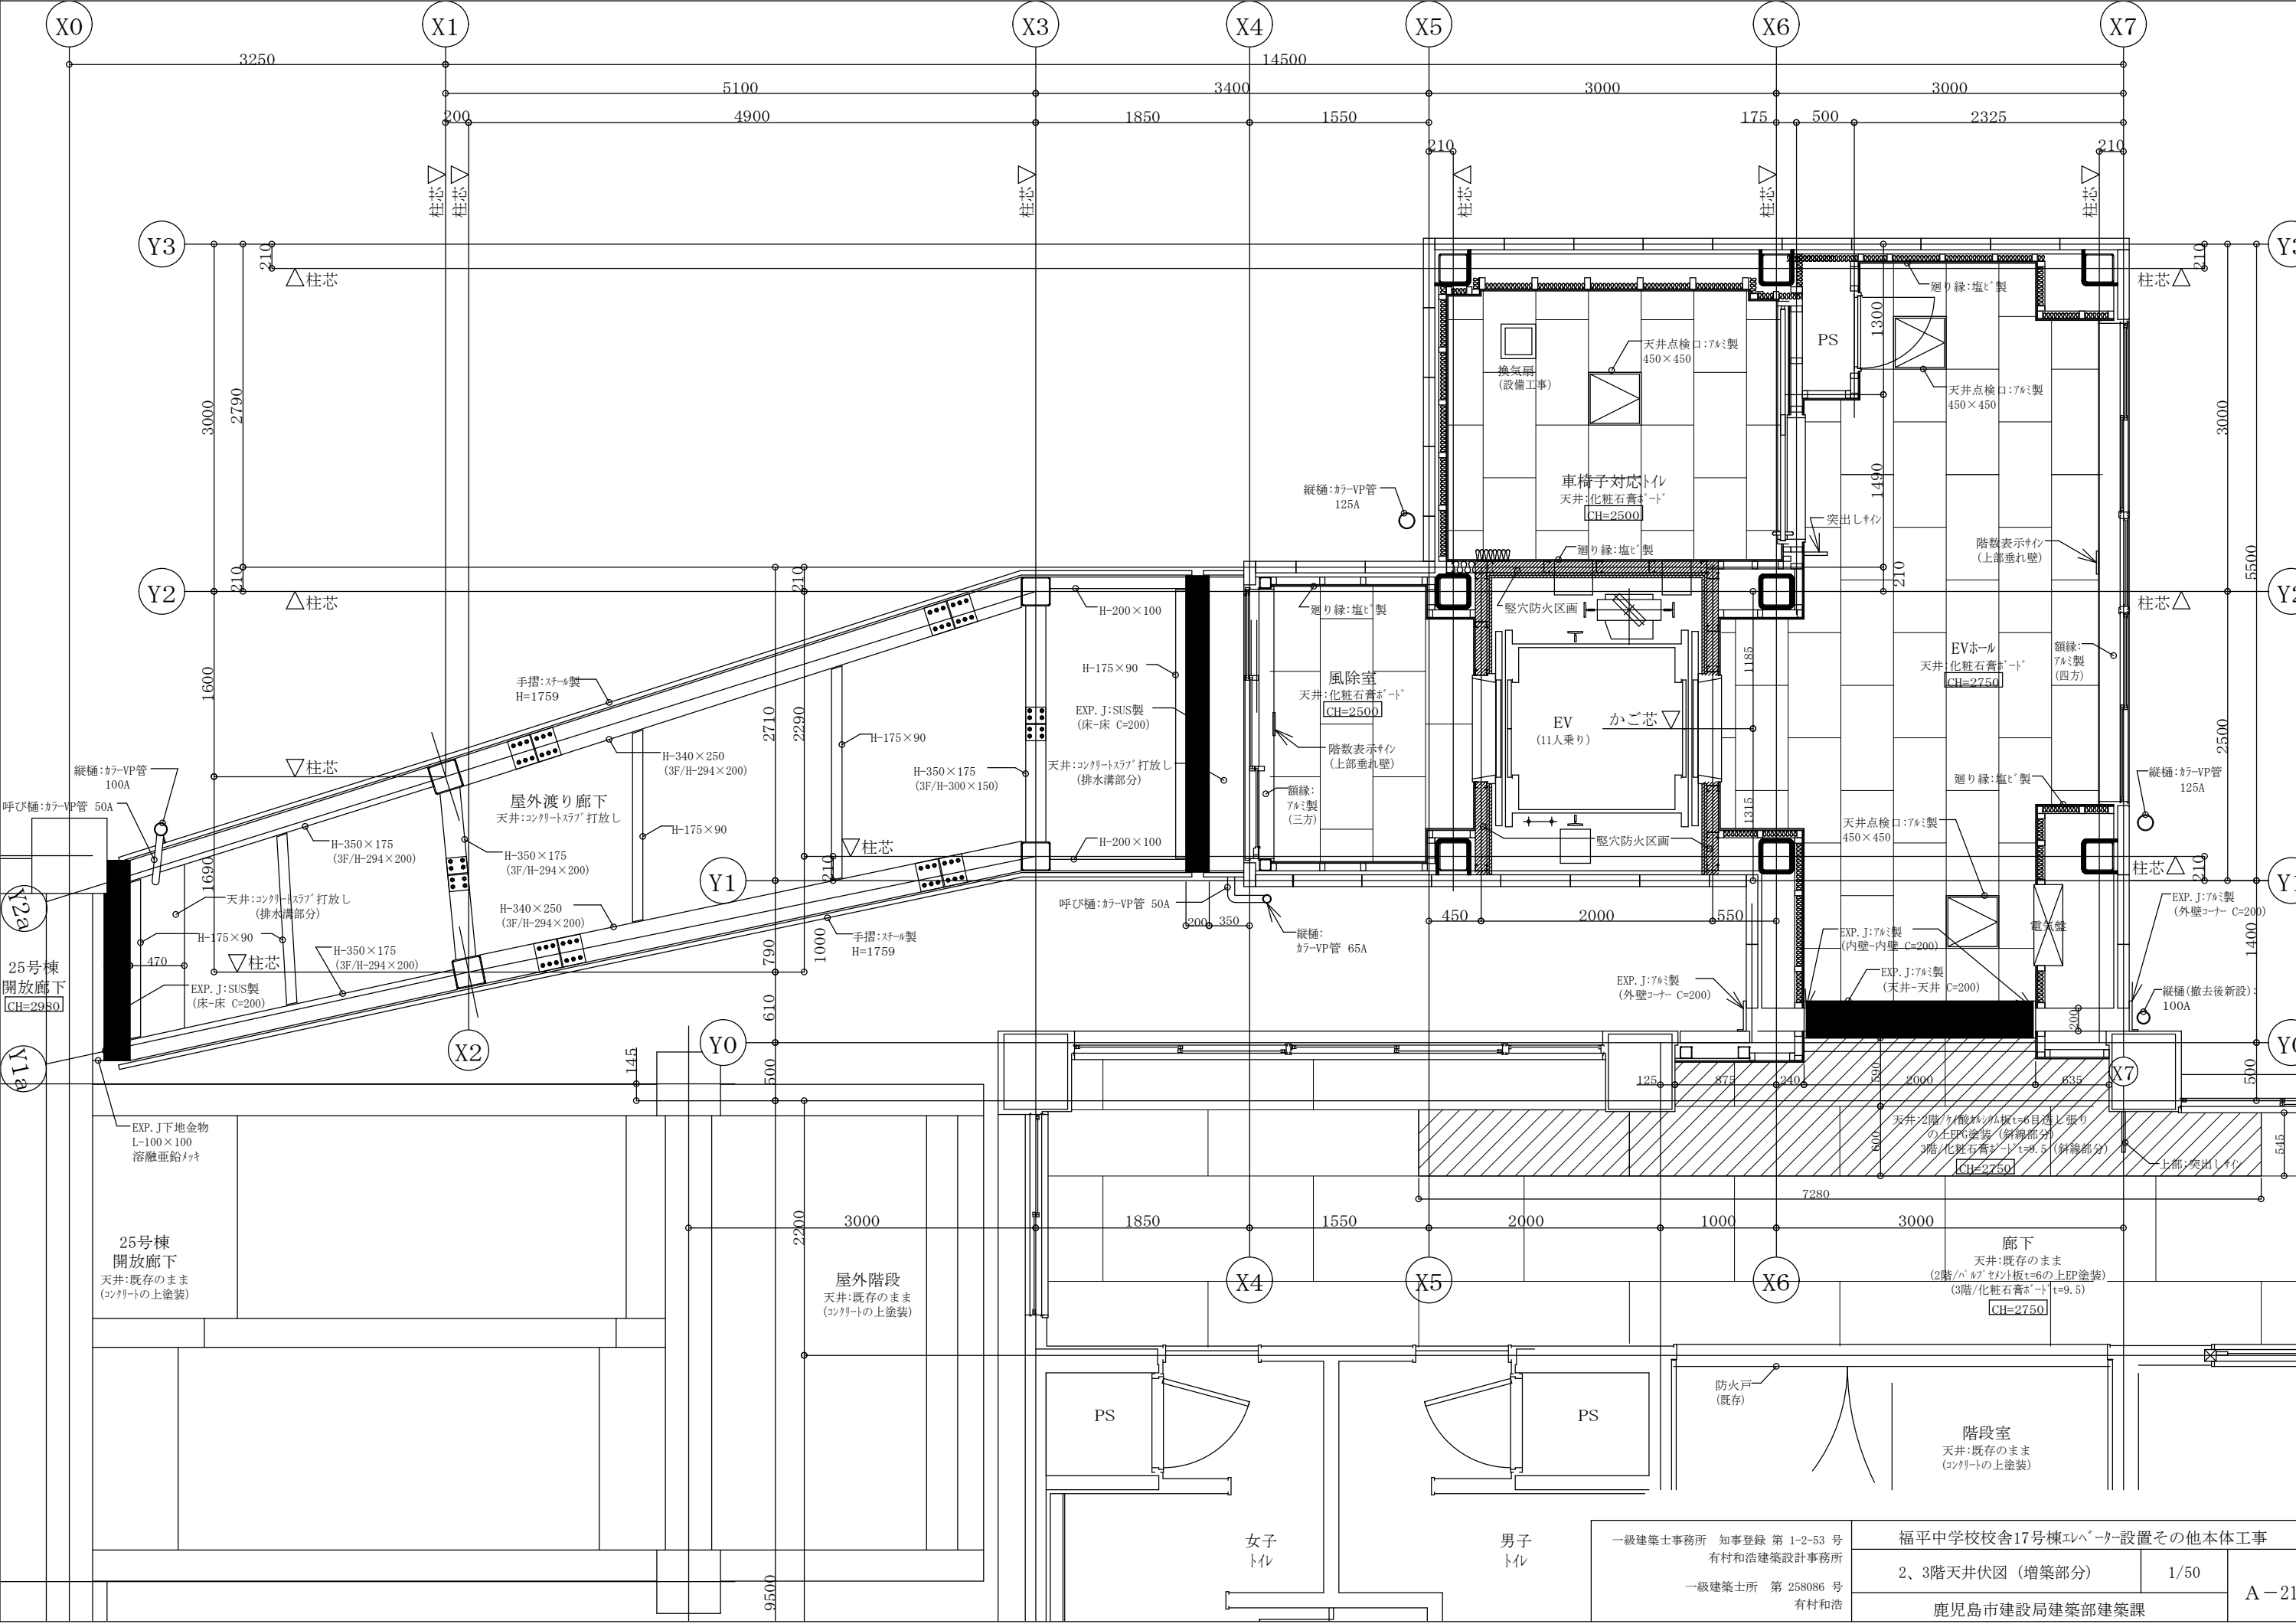 X0
X1
X3
X4
X5
X6
X7
3250
14500
5100
3400
3000
3000
200
4900
1850
1550
175
500
2325
210
210
柱芯
柱芯
柱芯
柱芯
柱芯
柱芯
Y3
Y3
210
柱芯
210
柱芯
3000
2790
210
Y2
柱芯
Y2
柱芯
1600
1690
柱芯
2710
2290
210
3000
5500
2500
換気扇
(設備工事)
天井点検口:ｱﾙﾐ製
450×450
PS
1300
1490
210
廻り縁:塩ﾋﾞ製
天井点検口:ｱﾙﾐ製
450×450
縦樋:ｶﾗｰVP管
125A
車椅子対応ﾄｲﾚ
天井:化粧石膏ﾎﾞｰﾄﾞ
CH=2500
廻り縁:塩ﾋﾞ製
突出しｻｲﾝ
階数表示ｻｲﾝ
(上部垂れ壁)
H-200×100
H-175×90
廻り縁:塩ﾋﾞ製
竪穴防火区画
手摺:ｽﾁｰﾙ製
H=1759
EXP.J:SUS製
(床-床 C=200)
風除室
天井:化粧石膏ﾎﾞｰﾄﾞ
CH=2500
EV
(11人乗り)
かご芯
1185
1315
EVﾎｰﾙ
天井:化粧石膏ﾎﾞｰﾄﾞ
CH=2750
額縁:
ｱﾙﾐ製
(四方)
階数表示ｻｲﾝ
(上部垂れ壁)
H-175×90
H-340×250
(3F/H-294×200)
H-350×175
(3F/H-300×150)
天井:ｺﾝｸﾘｰﾄｽﾗﾌﾞ打放し
(排水溝部分)
額縁:
ｱﾙﾐ製
(三方)
廻り縁:塩ﾋﾞ製
縦樋:ｶﾗｰVP管
125A
縦樋:ｶﾗｰVP管
100A
呼び樋:ｶﾗｰVP管 50A
屋外渡り廊下
天井:ｺﾝｸﾘｰﾄｽﾗﾌﾞ打放し
H-175×90
H-350×175
(3F/H-294×200)
H-350×175
(3F/H-294×200)
柱芯
210
H-200×100
竪穴防火区画
天井点検口:ｱﾙﾐ製
450×450
柱芯
210
Y1
Y1
Y2a
天井:ｺﾝｸﾘｰﾄｽﾗﾌﾞ打放し
(排水溝部分)
H-175×90
H-340×250
(3F/H-294×200)
H-350×175
(3F/H-294×200)
手摺:ｽﾁｰﾙ製
H=1759
呼び樋:ｶﾗｰVP管 50A
200
350
縦樋:
ｶﾗｰVP管 65A
450
2000
550
電気盤
EXP.J:ｱﾙﾐ製
(外壁ｺｰﾅｰ C=200)
EXP.J:ｱﾙﾐ製
(内壁-内壁 C=200)
1400
470
柱芯
25号棟
開放廊下
CH=2980
EXP.J:SUS製
(床-床 C=200)
790
1000
610
EXP.J:ｱﾙﾐ製
(外壁ｺｰﾅｰ C=200)
EXP.J:ｱﾙﾐ製
(天井-天井 C=200)
縦樋(撤去後新設):
100A
200
Y1a
X2
Y0
Y0
145
500
500
125
875
240
590
2000
635
X7
EXP.J下地金物
L-100×100
溶融亜鉛ﾒｯｷ
600
天井:2階/ｹｲ酸ｶﾙｼｳﾑ板t=6目透し張り
の上EPG塗装 (斜線部分)
3階/化粧石膏ﾎﾞｰﾄﾞt=9.5 (斜線部分)
CH=2750
上部:突出しｻｲﾝ
545
7280
2200
3000
1850
1550
2000
1000
3000
25号棟
開放廊下
天井:既存のまま
(ｺﾝｸﾘｰﾄの上塗装)
屋外階段
天井:既存のまま
(ｺﾝｸﾘｰﾄの上塗装)
X4
X5
X6
廊下
天井:既存のまま
(2階/ﾊﾟﾙﾌﾟｾﾒﾝﾄ板t=6の上EP塗装)
(3階/化粧石膏ﾎﾞｰﾄﾞt=9.5)
CH=2750
PS
PS
防火戸
(既存)
階段室
天井:既存のまま
(ｺﾝｸﾘｰﾄの上塗装)
9500
女子
ﾄｲﾚ
男子
ﾄｲﾚ
一級建築士事務所 知事登録 第 1-2-53 号
有村和浩建築設計事務所
一級建築士所 第 258086 号
有村和浩
福平中学校校舎17号棟ｴﾚﾍﾞｰﾀｰ設置その他本体工事
2、3階天井伏図 (増築部分)
1/50
A-21
鹿児島市建設局建築部建築課